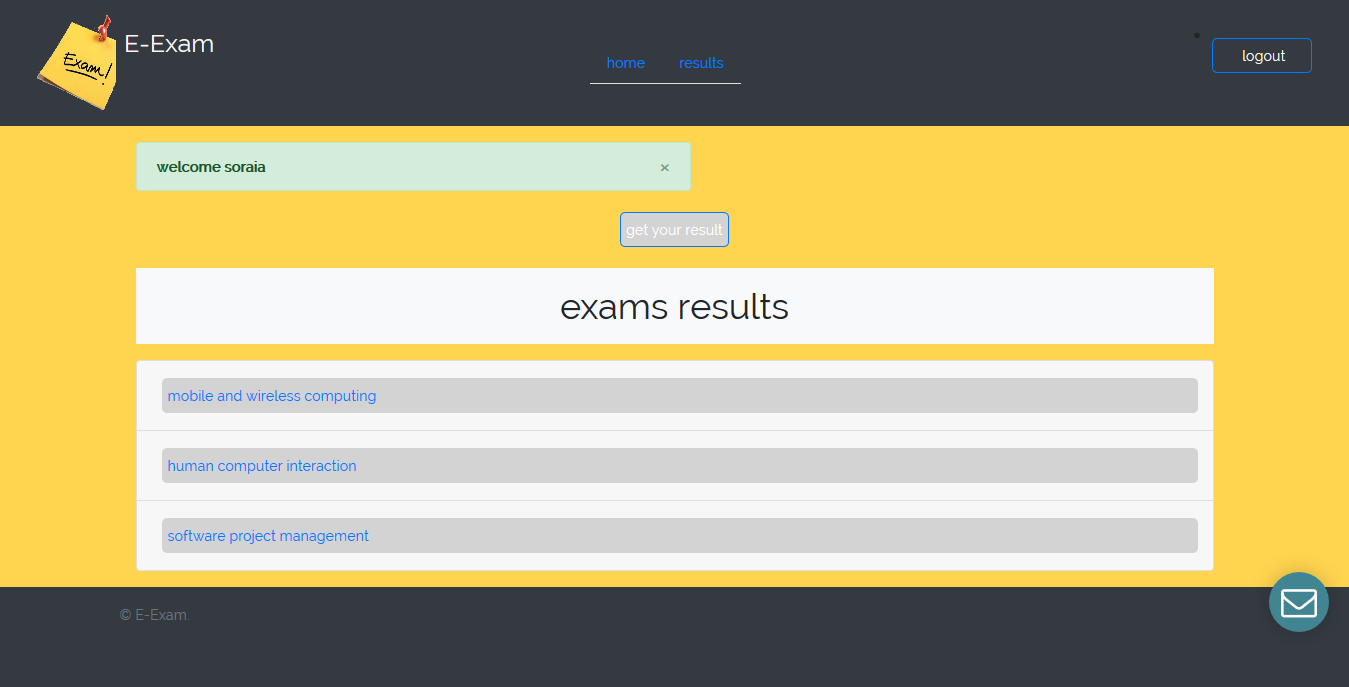 Exam!
E-Exam
home results
logout
welcome soraia ×
get your result
exams results
mobile and wireless computing
human computer interaction
software project management
© E-Exam.